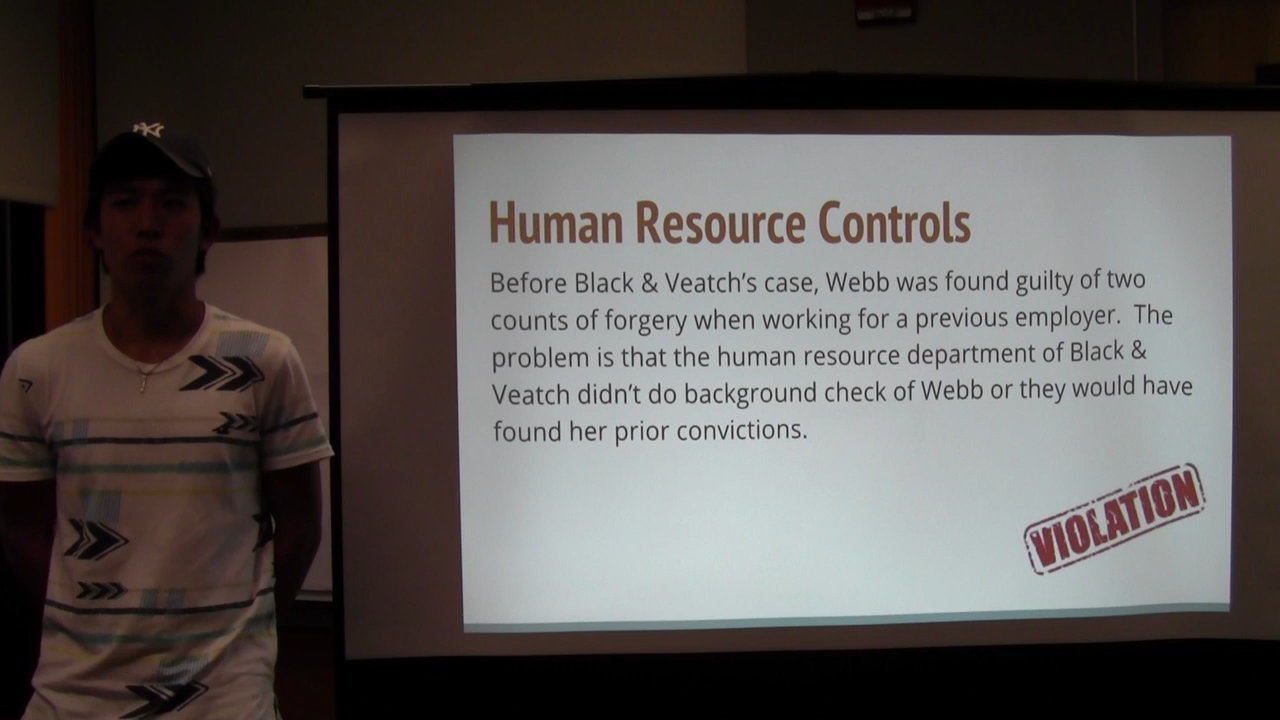 Human Resource Controls
Before Black & Veatch's case, Webb was found guilty of two
counts of forgery when working for a previous employer.  The
problem is that the human resource department of Black &
Veatch didn't do background check of Webb or they would have
found her prior convictions.
VIOLATION